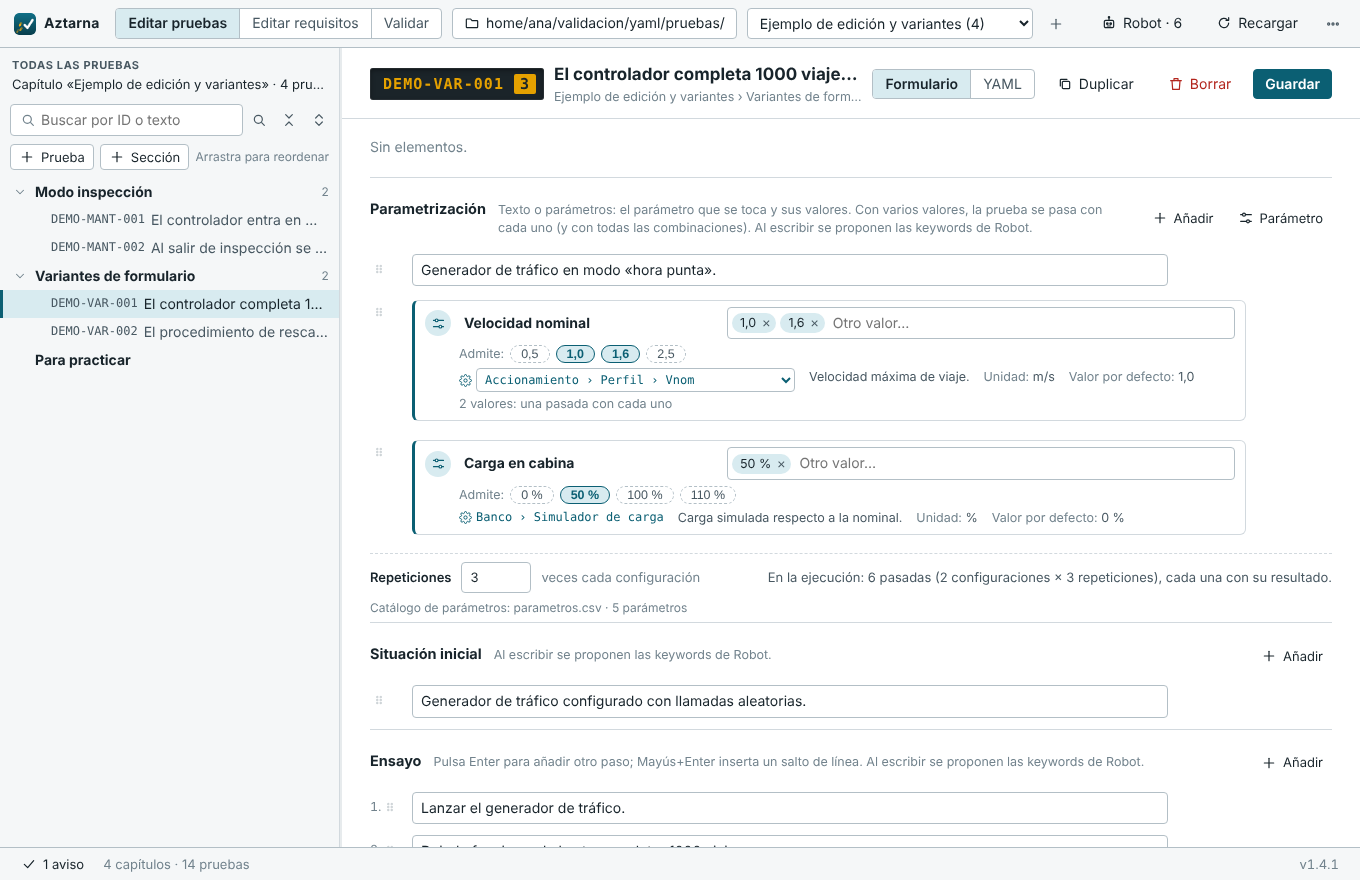 Aztarna
Editar pruebas
Editar requisitos
Validar
home/ana/validacion/yaml/pruebas/
Ejemplo de edición y variantes (4)
Robot · 6
Recargar
TODAS LAS PRUEBAS
Capítulo «Ejemplo de edición y variantes» · 4 pru...
Buscar por ID o texto
Prueba
Sección
Arrastra para reordenar
Modo inspección 2
DEMO-MANT-001 El controlador entra en ...
DEMO-MANT-002 Al salir de inspección se ...
Variantes de formulario 2
DEMO-VAR-001 El controlador completa 1...
DEMO-VAR-002 El procedimiento de resca...
Para practicar
DEMO-VAR-001 3
El controlador completa 1000 viaje...
Ejemplo de edición y variantes › Variantes de form...
Formulario
YAML
Duplicar
Borrar
Guardar
Sin elementos.
Parametrización
Texto o parámetros: el parámetro que se toca y sus valores. Con varios valores, la prueba se pasa con
cada uno (y con todas las combinaciones). Al escribir se proponen las keywords de Robot.
Añadir
Parámetro
Generador de tráfico en modo «hora punta».
Velocidad nominal
1,0 × 1,6 × Otro valor...
Admite: 0,5 1,0 1,6 2,5
Accionamiento › Perfil › Vnom
Velocidad máxima de viaje. Unidad: m/s Valor por defecto: 1,0
2 valores: una pasada con cada uno
Carga en cabina
50 % × Otro valor...
Admite: 0 % 50 % 100 % 110 %
Banco › Simulador de carga
Carga simulada respecto a la nominal. Unidad: % Valor por defecto: 0 %
Repeticiones 3 veces cada configuración
En la ejecución: 6 pasadas (2 configuraciones × 3 repeticiones), cada una con su resultado.
Catálogo de parámetros: parametros.csv · 5 parámetros
Situación inicial
Al escribir se proponen las keywords de Robot.
Añadir
Generador de tráfico configurado con llamadas aleatorias.
Ensayo
Pulsa Enter para añadir otro paso; Mayús+Enter inserta un salto de línea. Al escribir se proponen las keywords de Robot.
Añadir
1. Lanzar el generador de tráfico.
1 aviso
4 capítulos · 14 pruebas
v1.4.1